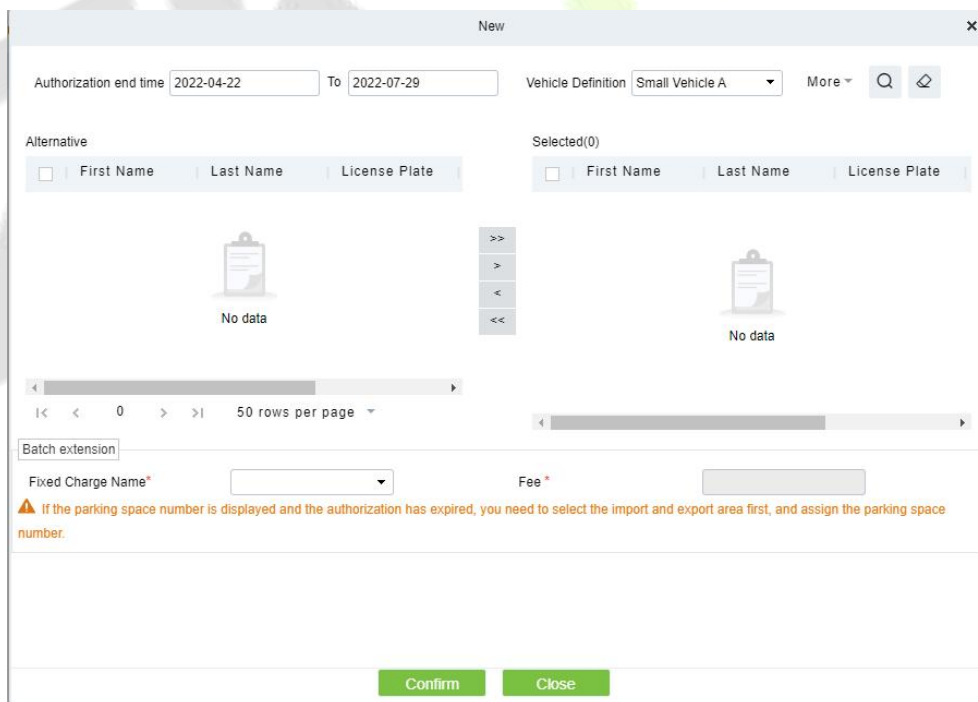 New ×
Authorization end time 2022-04-22 To 2022-07-29 Vehicle Definition Small Vehicle A More
Alternative Selected(0)
First Name Last Name License Plate First Name Last Name License Plate
>>
>
<
<<
No data No data
|< < 0 > >| 50 rows per page
Batch extension
Fixed Charge Name* Fee *
If the parking space number is displayed and the authorization has expired, you need to select the import and export area first, and assign the parking space
number.
Confirm Close